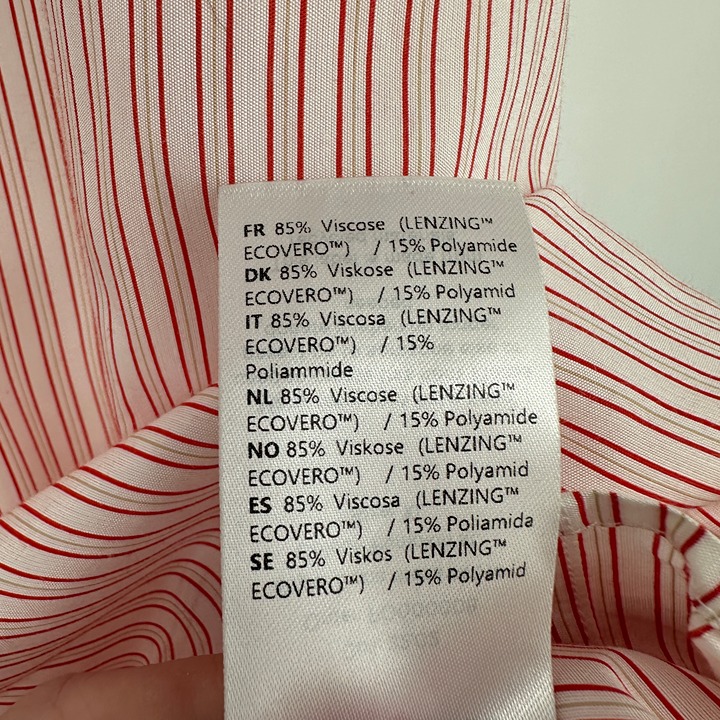 FR 85% Viscose (LENZING™
ECOVERO™) / 15% Polyamide
DK 85% Viskose (LENZING™
ECOVERO™) / 15% Polyamid
IT 85% Viscosa (LENZING™
ECOVERO™) / 15%
Poliammide
NL 85% Viscose (LENZING™
ECOVERO™) / 15% Polyamide
NO 85% Viskose (LENZING™
ECOVERO™) / 15% Polyamid
ES 85% Viscosa (LENZING™
ECOVERO™) / 15% Poliamida
SE 85% Viskos (LENZING™
ECOVERO™) / 15% Polyamid